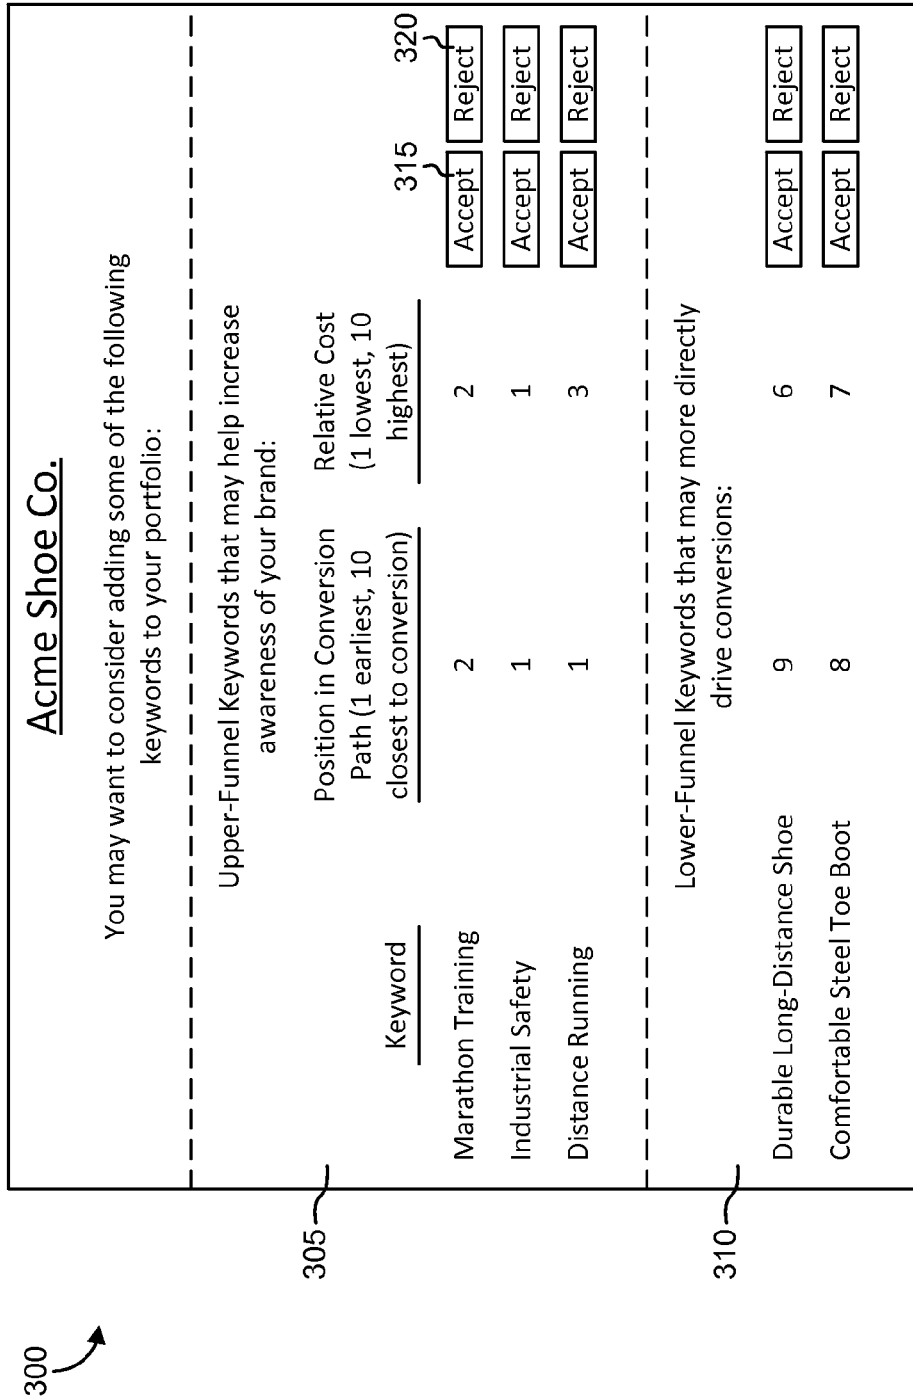 300
Acme Shoe Co.
You may want to consider adding some of the following
keywords to your portfolio:
305
Upper-Funnel Keywords that may help increase
awareness of your brand:
Keyword
Position in Conversion
Path (1 earliest, 10
closest to conversion)
Relative Cost
(1 lowest, 10
highest)
315
320
Marathon Training 2 2 Accept Reject
Industrial Safety 1 1 Accept Reject
Distance Running 1 3 Accept Reject
310
Lower-Funnel Keywords that may more directly
drive conversions:
Durable Long-Distance Shoe 9 6 Accept Reject
Comfortable Steel Toe Boot 8 7 Accept Reject